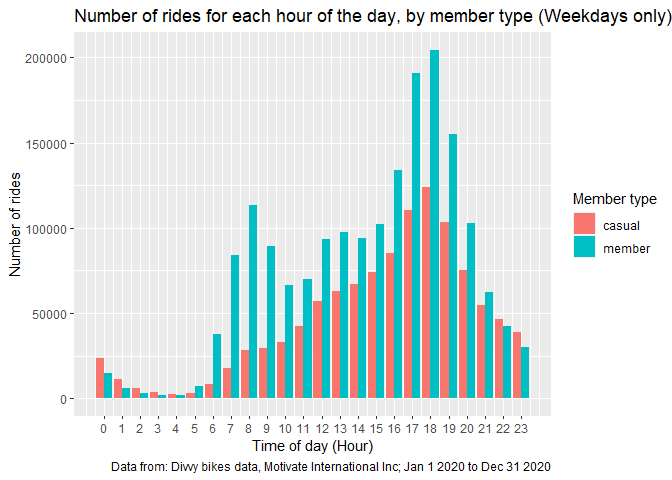 Number of rides for each hour of the day, by member type (Weekdays only)
200000
150000
100000
50000
0
Number of rides
0 1 2 3 4 5 6 7 8 9 10 11 12 13 14 15 16 17 18 19 20 21 22 23
Time of day (Hour)
Member type
casual
member
Data from: Divvy bikes data, Motivate International Inc; Jan 1 2020 to Dec 31 2020